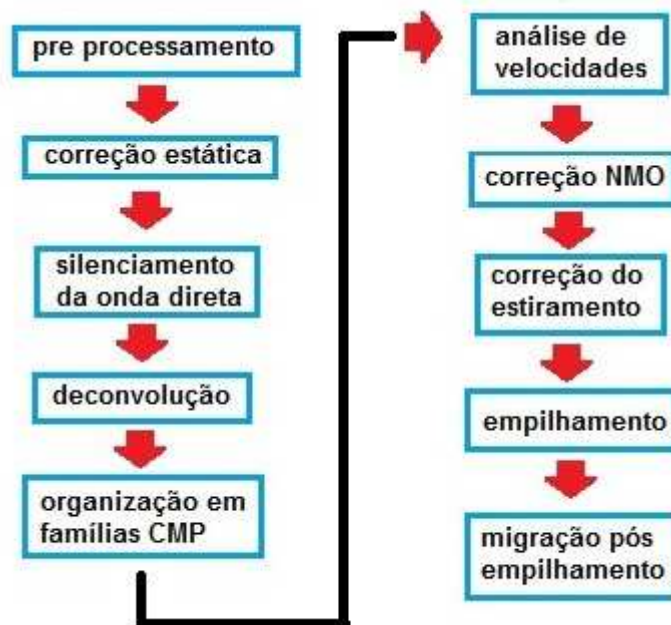 pre processamento
correção estática
silenciamento
da onda direta
deconvolução
organização em
famílias CMP
análise de
velocidades
correção NMO
correção do
estiramento
empilhamento
migração pós
empilhamento